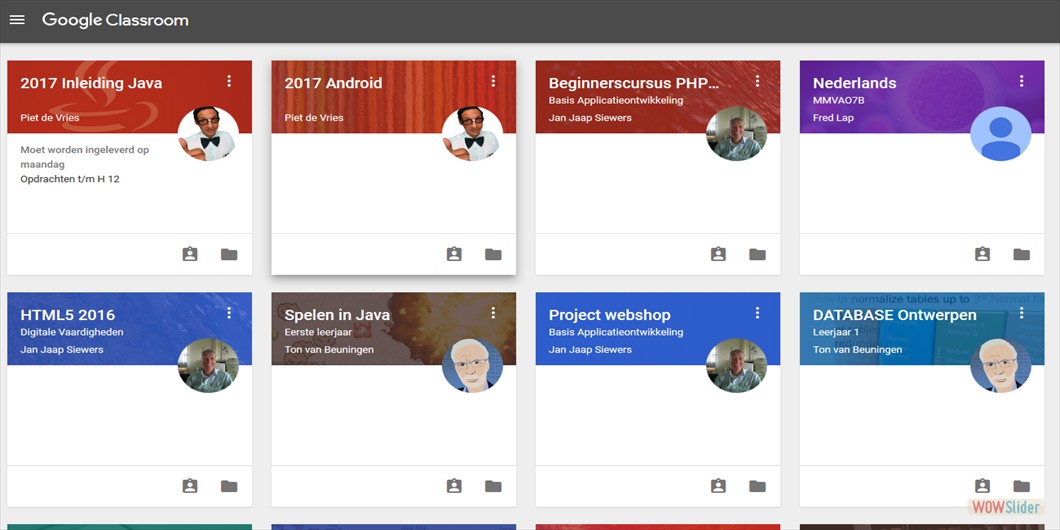 Google Classroom
2017 Inleiding Java
Piet de Vries
Moet worden ingeleverd op
maandag
Opdrachten t/m H 12
2017 Android
Piet de Vries
Beginnerscursus PHP...
Basis Applicatieontwikkeling
Jan Jaap Siewers
Nederlands
MMVAO7B
Fred Lap
HTML5 2016
Digitale Vaardigheden
Jan Jaap Siewers
Spelen in Java
Eerste leerjaar
Ton van Beuningen
Project webshop
Basis Applicatieontwikkeling
Jan Jaap Siewers
to normalize tables up to 3rd Normal
DATABASE Ontwerpen
Leerjaar 1
Ton van Beuningen
WOWSlider